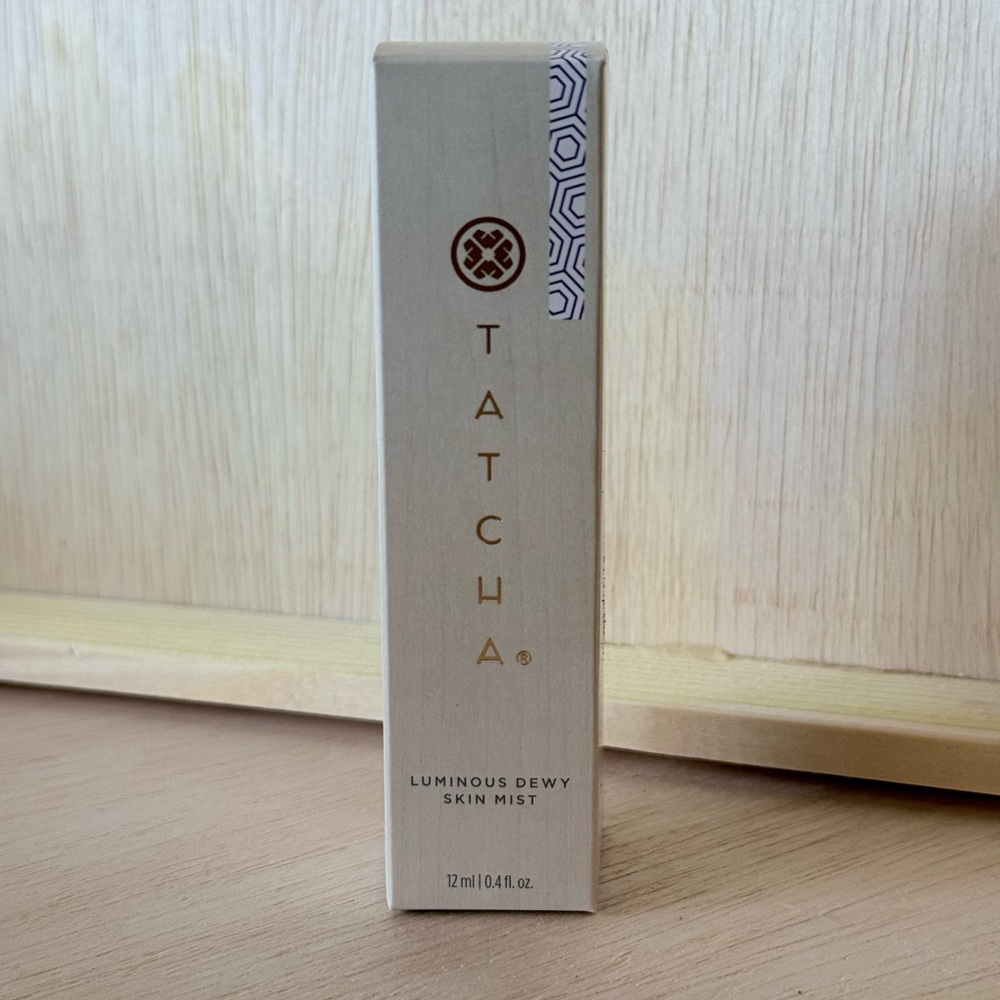 TATCHA®
LUMINOUS DEWY
SKIN MIST
12 ml | 0.4 fl. oz.